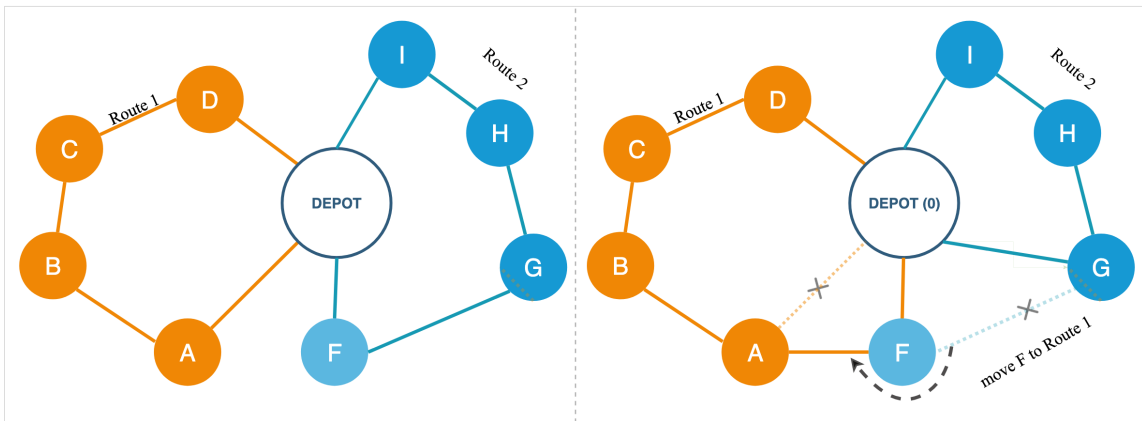 I
Route 2
D
Route 1
H
C
DEPOT
B
G
A
F
I
Route 2
D
Route 1
H
C
DEPOT (0)
B
G
A
F
move F to Route 1